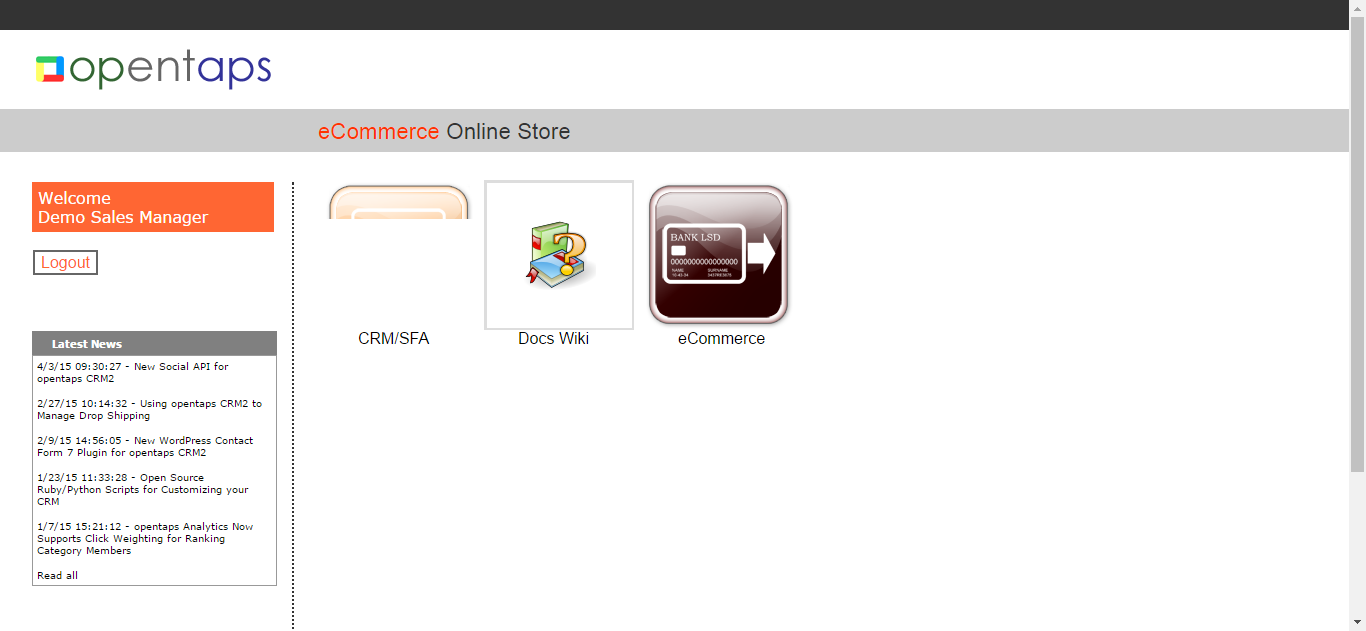 opentaps
eCommerce Online Store
Welcome
Demo Sales Manager
Logout
Latest News
4/3/15 09:30:27 - New Social API for
opentaps CRM2
2/27/15 10:14:32 - Using opentaps CRM2 to
Manage Drop Shipping
2/9/15 14:56:05 - New WordPress Contact
Form 7 Plugin for opentaps CRM2
1/23/15 11:33:28 - Open Source
Ruby/Python Scripts for Customizing your
CRM
1/7/15 15:21:12 - opentaps Analytics Now
Supports Click Weighting for Ranking
Category Members
Read all
CRM/SFA
Docs Wiki
BANK LSD
0000000000000000
NAME SURNAME
eCommerce